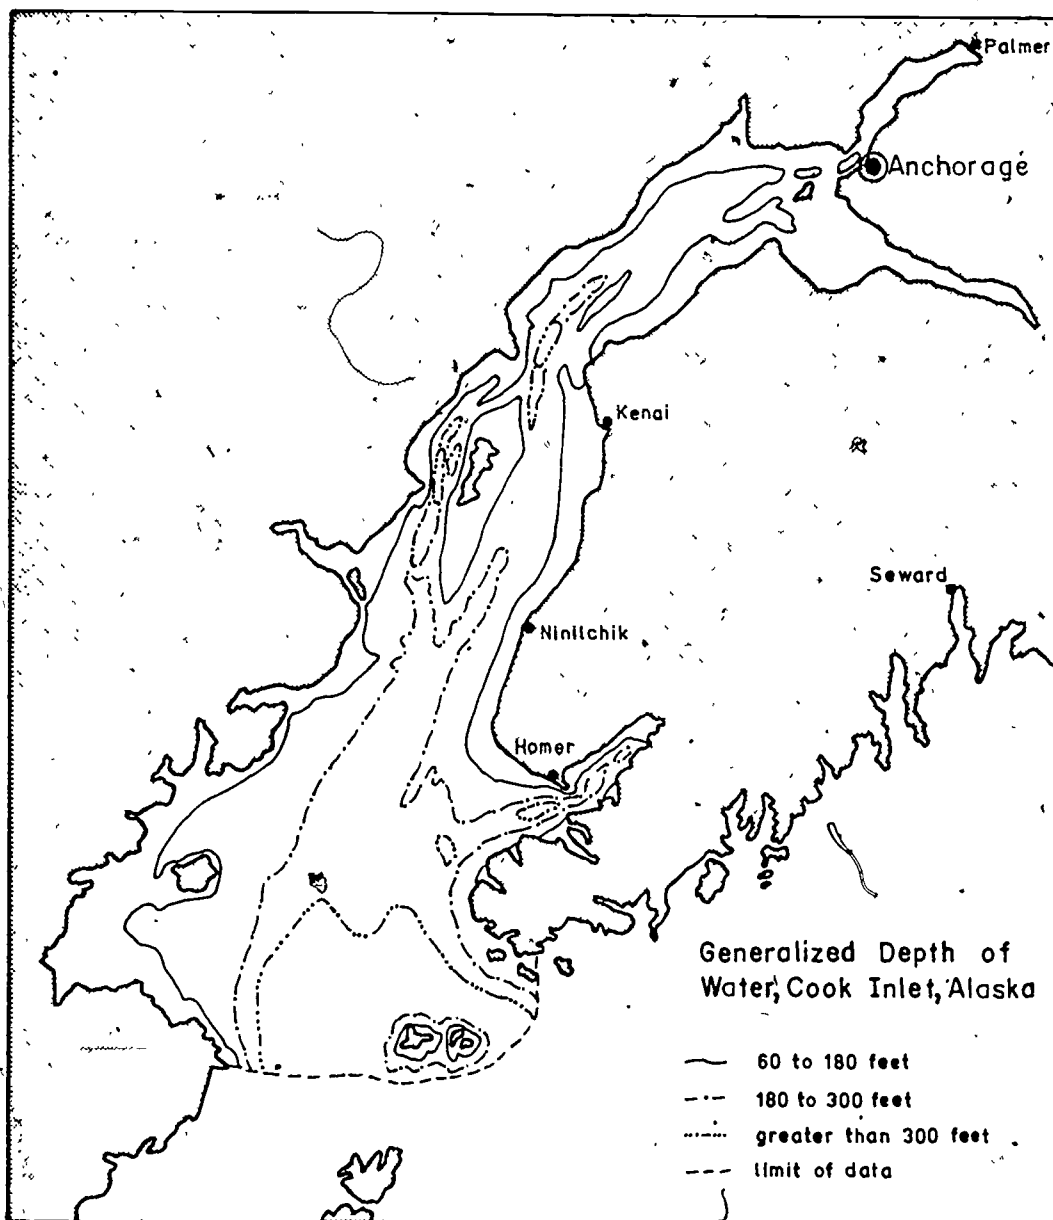 Palmer
Anchorage
Kenai
Seward
Ninilchik
Homer
Generalized Depth of
Water, Cook Inlet, Alaska
60 to 180 feet
180 to 300 feet
greater than 300 feet
limit of data